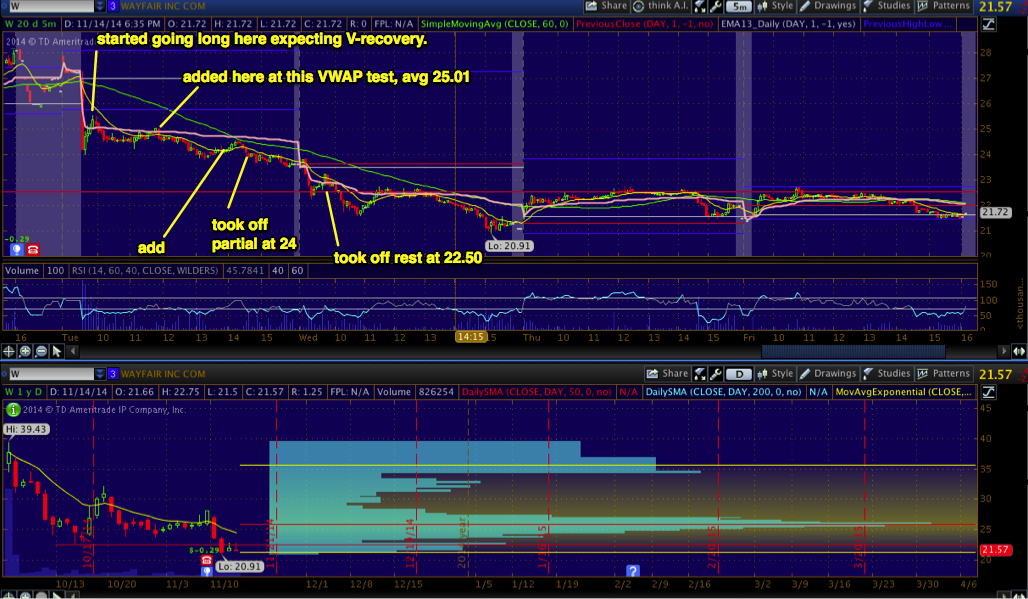 W 3 WAYFAIR INC COM Share think A.I. 5m Style Drawings Studies Patterns 21.57
W 20 d 5m D: 11/14/14 6:35 PM O: 21.72 H: 21.72 L: 21.72 C: 21.72 R: 0 FPL: N/A SimpleMovingAvg (CLOSE, 60, 0) PreviousClose (DAY, 1, -1, no) EMA13_Daily (DAY, 1, -1, yes) PreviousHighLow...
2014 © TD Ameritrad
started going long here expecting V-recovery.
added here at this VWAP test, avg 25.01
add
took off
partial at 24
took off rest at 22.50
Lo: 20.91
-0.29
28
27
26
25
24
23
22
21.72
21
20
Volume 100 RSI (14, 60, 40, CLOSE, WILDERS) 45.7841 40 60
150
100
50
0
<thousan...
16 Tue 10 11 12 13 14 15 Wed 10 11 12 13 14:15 15 Thu 10 11 12 13 14 15 Fri 10 11 12 13 14 15 16
W 3 WAYFAIR INC COM Share D Style Drawings Studies Patterns 21.57
W 1 y D D: 11/14/14 O: 21.66 H: 22.75 L: 21.5 C: 21.57 R: 1.25 FPL: N/A Volume 826254 DailySMA (CLOSE, DAY, 50, 0, no) N/A DailySMA (CLOSE, DAY, 200, 0, no) N/A MovAvgExponential (CLOSE,...
2014 © TD Ameritrade IP Company, Inc.
Hi: 39.43
$-0.29
Lo: 20.91
45
40
35
30
25
21.57
20
10/13 10/20 11/3 11/10 12/1 12/8 12/15 1/5 1/12 1/19 2/2 2/9 3/2 3/9 3/16 3/23 3/30 4/6